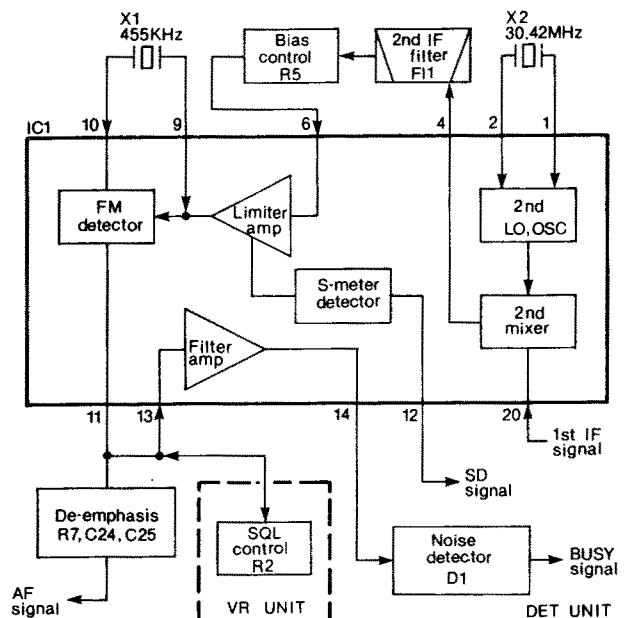 X1
455KHz
X2
30.42MHz
Bias
control
R5
2nd IF
filter
FI1
IC1
10
9
6
4
2
1
FM
detector
Limiter
amp
2nd
LO, OSC
S-meter
detector
2nd
mixer
Filter
amp
11
13
14
12
20
1st IF
signal
SD
signal
De-emphasis
R7, C24, C25
SQL
control
R2
Noise
detector
D1
BUSY
signal
AF
signal
VR UNIT
DET UNIT